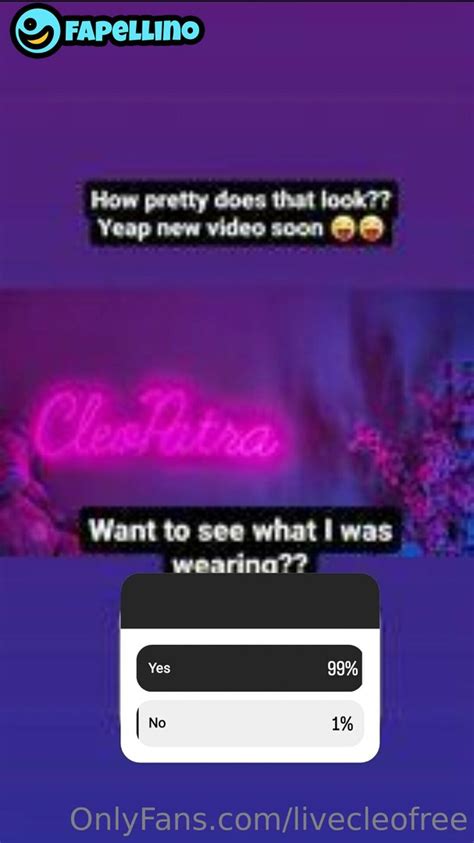 FAPELLINO
How pretty does that look??
Yeap new video soon 😝😝
CleoPatra
Want to see what I was
wearing??
Yes 99%
No 1%
OnlyFans.com/livecleofree